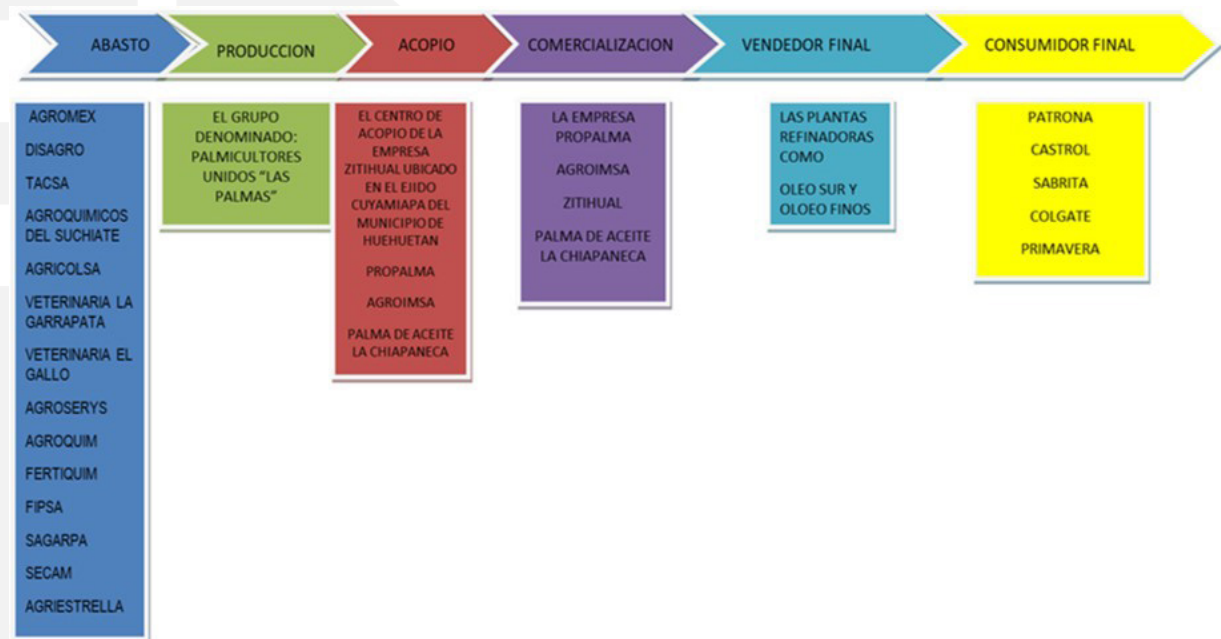 ABASTO
PRODUCCION
ACOPIO
COMERCIALIZACION
VENDEDOR FINAL
CONSUMIDOR FINAL
AGROMEX
DISAGRO
TACSA
AGROQUIMICOS
DEL SUCHIATE
AGRICOLSA
VETERINARIA LA
GARRAPATA
VETERINARIA EL
GALLO
AGROSERYS
AGROQUIM
FERTIQUIM
FIPSA
SAGARPA
SECAM
AGRIESTRELLA
EL GRUPO
DENOMINADO:
PALMICULTORES
UNIDOS "LAS
PALMAS"
EL CENTRO DE
ACOPIO DE LA
EMPRESA
ZITIHUAL UBICADO
EN EL EJIDO
CUYAMIAPA DEL
MUNICIPIO DE
HUEHUETAN
PROPALMA
AGROIMSA
PALMA DE ACEITE
LA CHIAPANECA
LA EMPRESA
PROPALMA
AGROIMSA
ZITIHUAL
PALMA DE ACEITE
LA CHIAPANECA
LAS PLANTAS
REFINADORAS
COMO
OLEO SUR Y
OLOEO FINOS
PATRONA
CASTROL
SABRITA
COLGATE
PRIMAVERA